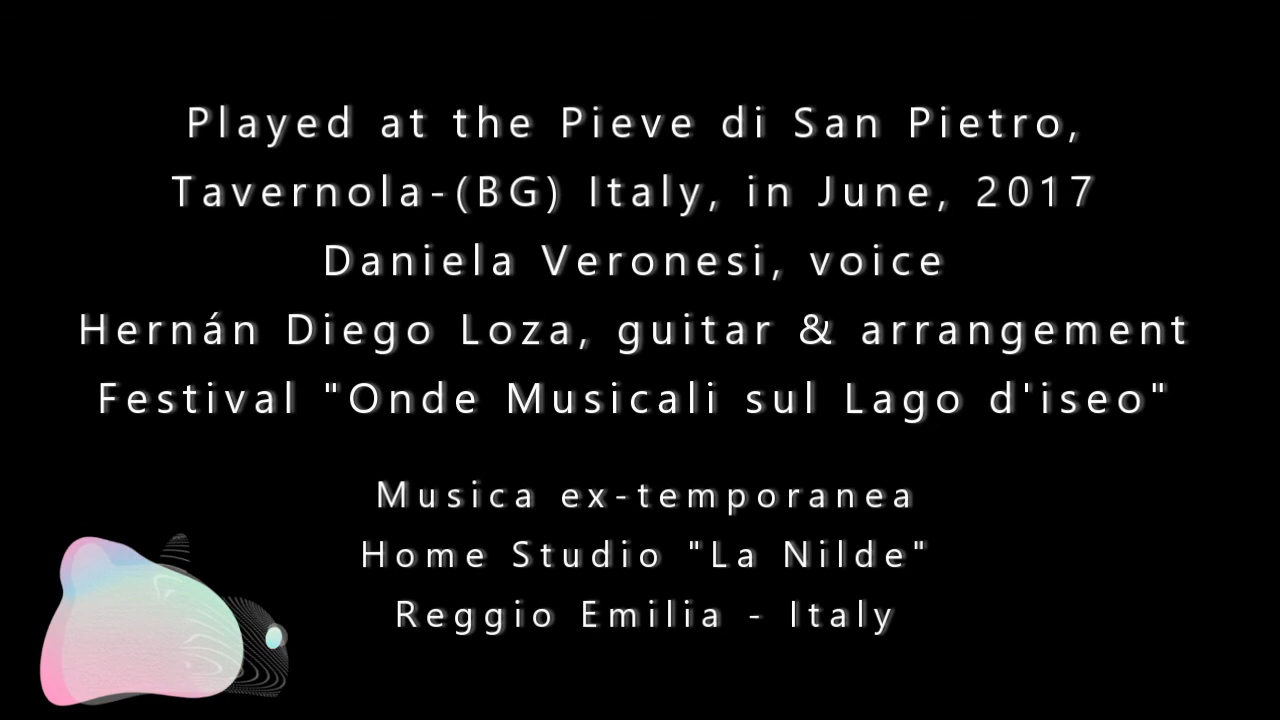 Played at the Pieve di San Pietro,
Tavernola-(BG) Italy, in June, 2017
Daniela Veronesi, voice
Hernán Diego Loza, guitar & arrangement
Festival "Onde Musicali sul Lago d'iseo"
Musica ex-temporanea
Home Studio "La Nilde"
Reggio Emilia - Italy